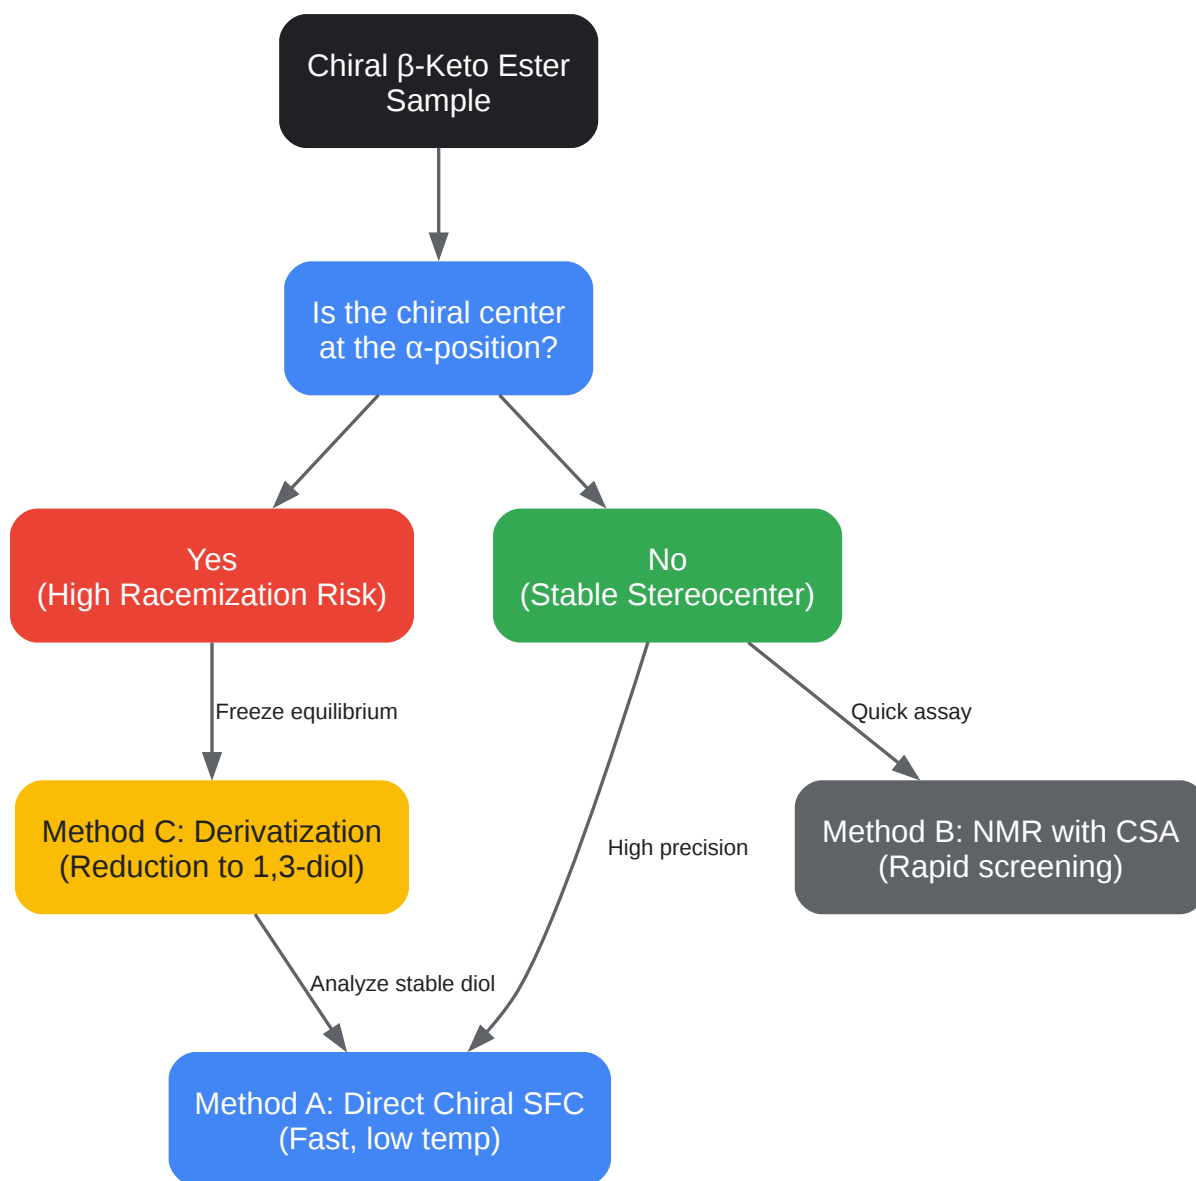 Chiral β-Keto Ester
Sample
Is the chiral center
at the α-position?
Yes
(High Racemization Risk)
No
(Stable Stereocenter)
Freeze equilibrium
Quick assay
Method C: Derivatization
(Reduction to 1,3-diol)
High precision
Method B: NMR with CSA
(Rapid screening)
Analyze stable diol
Method A: Direct Chiral SFC
(Fast, low temp)